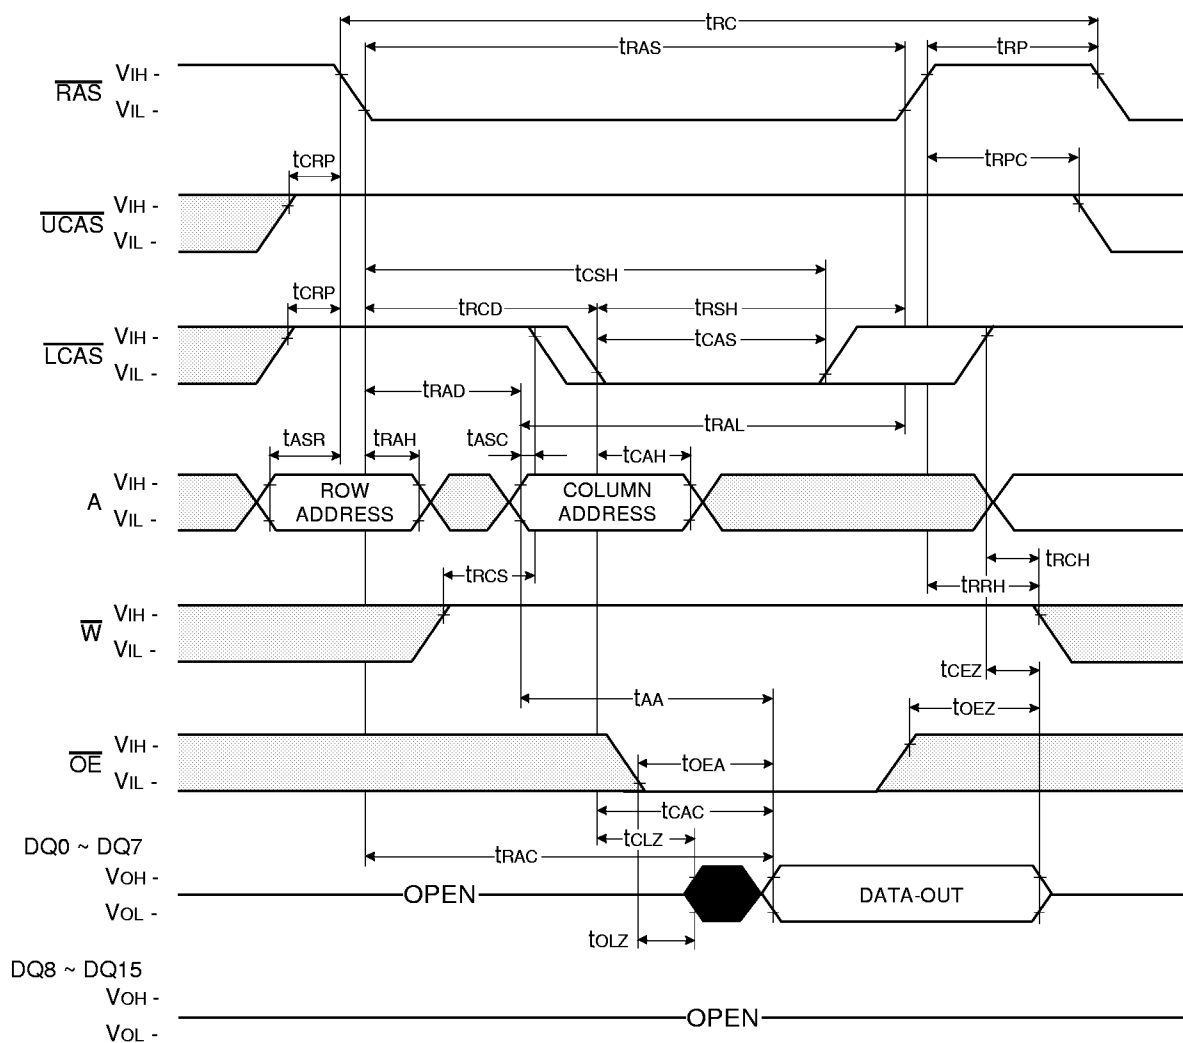 tRC
tRAS tRP
RAS VIH -
VIL -
tCRP tRPC
UCAS VIH -
VIL -
tCSH
tCRP tRCD tRSH
LCAS VIH -
VIL -
tCAS
tRAD
tRAL
tASR tRAH tASC tCAH
A VIH -
VIL -
ROW
ADDRESS
COLUMN
ADDRESS
tRCH
tRCS tRRH
W VIH -
VIL -
tCEZ
tAA tOEZ
OE VIH -
VIL -
tOEA
tCAC
tCLZ
DQ0 ~ DQ7
tRAC
VOH -
VOL -
OPEN DATA-OUT
tOLZ
DQ8 ~ DQ15
VOH -
VOL -
OPEN